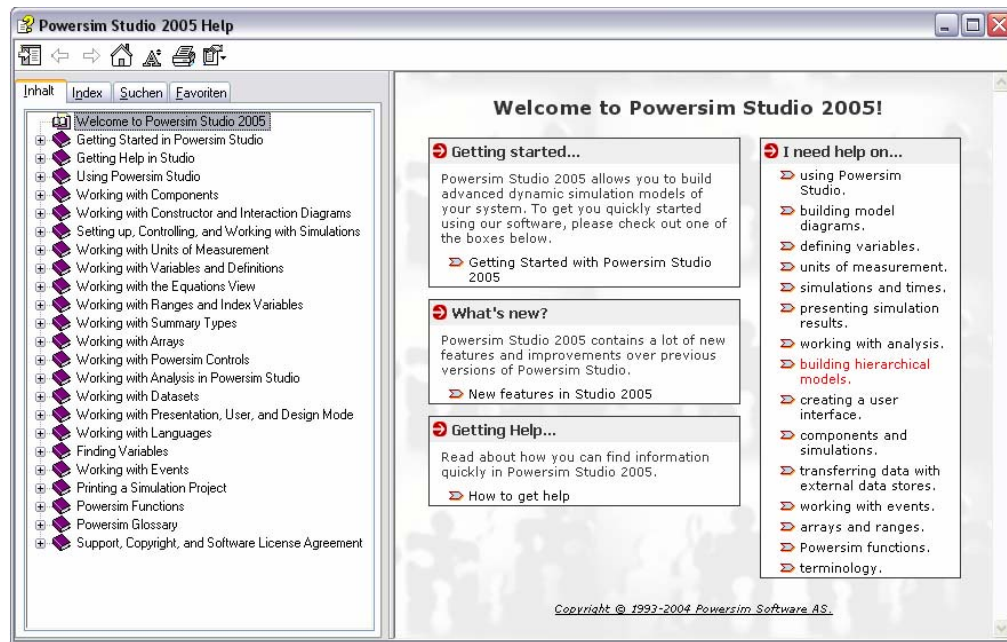 Powersim Studio 2005 Help
Inhalt Index Suchen Favoriten
Welcome to Powersim Studio 2005
Getting Started in Powersim Studio
Getting Help in Studio
Using Powersim Studio
Working with Components
Working with Constructor and Interaction Diagrams
Setting up, Controlling, and Working with Simulations
Working with Units of Measurement
Working with Variables and Definitions
Working with the Equations View
Working with Ranges and Index Variables
Working with Summary Types
Working with Arrays
Working with Powersim Controls
Working with Analysis in Powersim Studio
Working with Datasets
Working with Presentation, User, and Design Mode
Working with Languages
Finding Variables
Working with Events
Printing a Simulation Project
Powersim Functions
Powersim Glossary
Support, Copyright, and Software License Agreement
Welcome to Powersim Studio 2005!
Getting started...
Powersim Studio 2005 allows you to build
advanced dynamic simulation models of
your system. To get you quickly started
using our software, please check out one of
the boxes below.
Getting Started with Powersim Studio
2005
What's new?
Powersim Studio 2005 contains a lot of new
features and improvements over previous
versions of Powersim Studio.
New features in Studio 2005
Getting Help...
Read about how you can find information
quickly in Powersim Studio 2005.
How to get help
I need help on...
using Powersim
Studio.
building model
diagrams.
defining variables.
units of measurement.
simulations and times.
presenting simulation
results.
working with analysis.
building hierarchical
models.
creating a user
interface.
components and
simulations.
transferring data with
external data stores.
working with events.
arrays and ranges.
Powersim functions.
terminology.
Copyright © 1993-2004 Powersim Software AS.